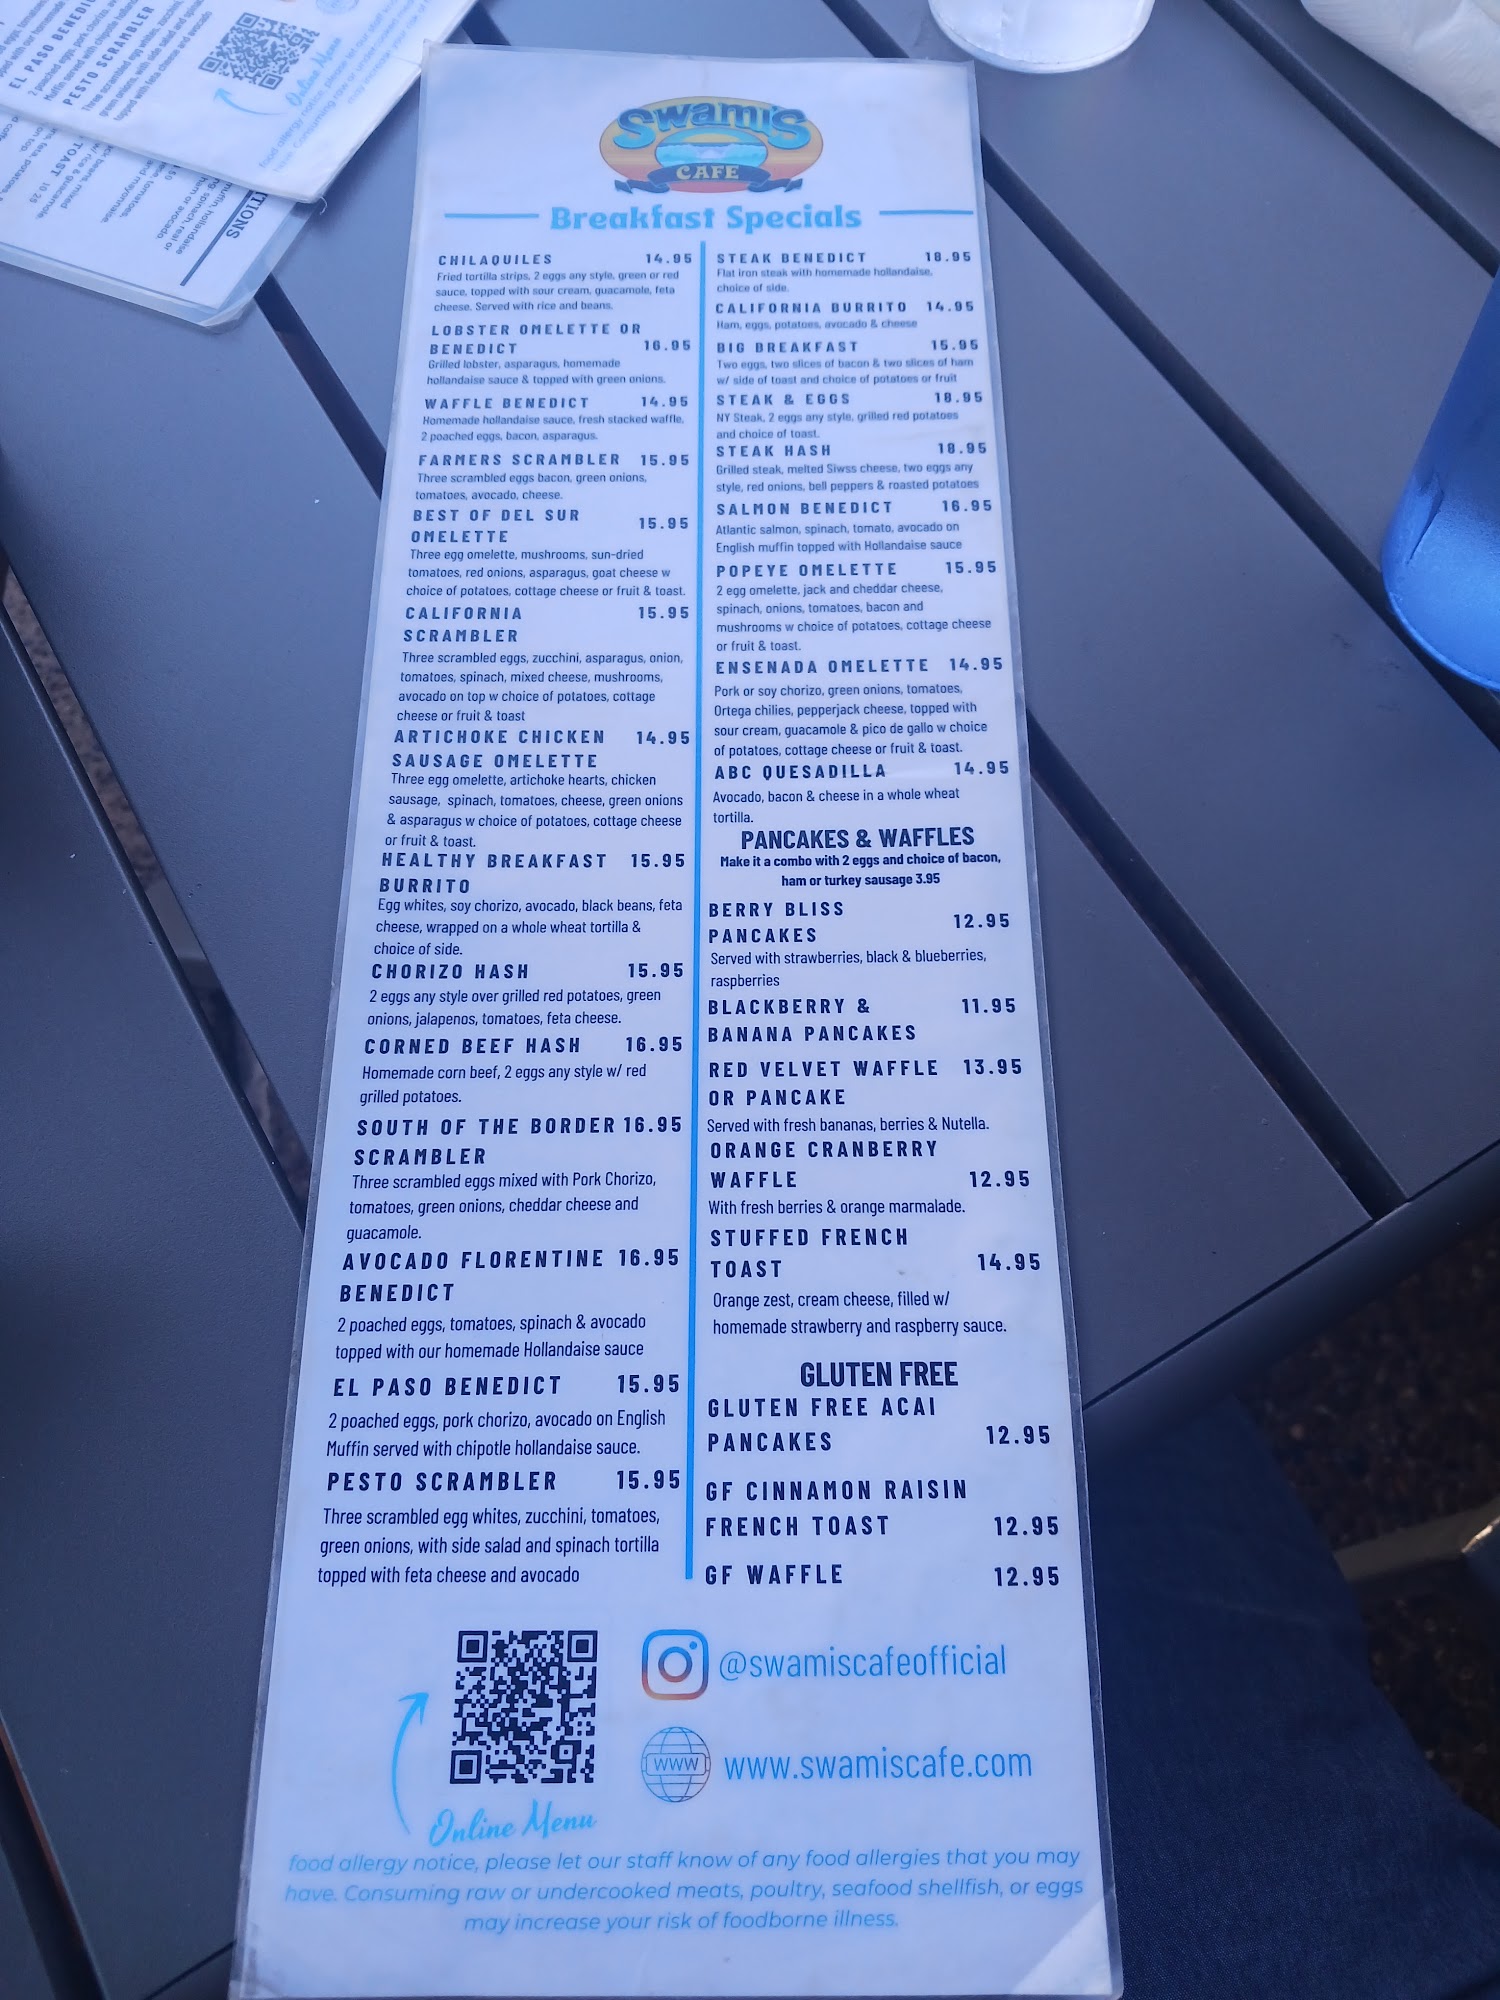 EL PASO BENEDIC
PESTO SCRAMBLER
Online Menu
TOAST 10.25
TIONS
Swami's
CAFE
Breakfast Specials
CHILAQUILES 14.95
Fried tortilla strips, 2 eggs any style, green or red
sauce, topped with sour cream, guacamole, feta
cheese. Served with rice and beans.
LOBSTER OMELETTE OR
BENEDICT 16.95
Grilled lobster, asparagus, homemade
hollandaise sauce & topped with green onions.
WAFFLE BENEDICT 14.95
Homemade hollandaise sauce, fresh stacked waffle,
2 poached eggs, bacon, asparagus.
FARMERS SCRAMBLER 15.95
Three scrambled eggs bacon, green onions,
tomatoes, avocado, cheese.
BEST OF DEL SUR 15.95
OMELETTE
Three egg omelette, mushrooms, sun-dried
tomatoes, red onions, asparagus, goat cheese w
choice of potatoes, cottage cheese or fruit & toast.
CALIFORNIA 15.95
SCRAMBLER
Three scrambled eggs, zucchini, asparagus, onion,
tomatoes, spinach, mixed cheese, mushrooms,
avocado on top w choice of potatoes, cottage
cheese or fruit & toast
ARTICHOKE CHICKEN 14.95
SAUSAGE OMELETTE
Three egg omelette, artichoke hearts, chicken
sausage, spinach, tomatoes, cheese, green onions
& asparagus w choice of potatoes, cottage cheese
or fruit & toast.
HEALTHY BREAKFAST 15.95
BURRITO
Egg whites, soy chorizo, avocado, black beans, feta
cheese, wrapped on a whole wheat tortilla &
choice of side.
CHORIZO HASH 15.95
2 eggs any style over grilled red potatoes, green
onions, jalapenos, tomatoes, feta cheese.
CORNED BEEF HASH 16.95
Homemade corn beef, 2 eggs any style w/ red
grilled potatoes.
SOUTH OF THE BORDER 16.95
SCRAMBLER
Three scrambled eggs mixed with Pork Chorizo,
tomatoes, green onions, cheddar cheese and
guacamole.
AVOCADO FLORENTINE 16.95
BENEDICT
2 poached eggs, tomatoes, spinach & avocado
topped with our homemade Hollandaise sauce
EL PASO BENEDICT 15.95
2 poached eggs, pork chorizo, avocado on English
Muffin served with chipotle hollandaise sauce.
PESTO SCRAMBLER 15.95
Three scrambled egg whites, zucchini, tomatoes,
green onions, with side salad and spinach tortilla
topped with feta cheese and avocado
STEAK BENEDICT 18.95
Flat iron steak with homemade hollandaise,
choice of side.
CALIFORNIA BURRITO 14.95
Ham, eggs, potatoes, avocado & cheese
BIG BREAKFAST 15.95
Two eggs, two slices of bacon & two slices of ham
w/ side of toast and choice of potatoes or fruit
STEAK & EGGS 18.95
NY Steak, 2 eggs any style, grilled red potatoes
and choice of toast.
STEAK HASH 18.95
Grilled steak, melted Siwss cheese, two eggs any
style, red onions, bell peppers & roasted potatoes
SALMON BENEDICT 16.95
Atlantic salmon, spinach, tomato, avocado on
English muffin topped with Hollandaise sauce
POPEYE OMELETTE 15.95
2 egg omelette, jack and cheddar cheese,
spinach, onions, tomatoes, bacon and
mushrooms w choice of potatoes, cottage cheese
or fruit & toast.
ENSENADA OMELETTE 14.95
Pork or soy chorizo, green onions, tomatoes,
Ortega chilies, pepperjack cheese, topped with
sour cream, guacamole & pico de gallo w choice
of potatoes, cottage cheese or fruit & toast.
ABC QUESADILLA 14.95
Avocado, bacon & cheese in a whole wheat
tortilla.
PANCAKES & WAFFLES
Make it a combo with 2 eggs and choice of bacon,
ham or turkey sausage 3.95
BERRY BLISS
PANCAKES 12.95
Served with strawberries, black & blueberries,
raspberries
BLACKBERRY & 11.95
BANANA PANCAKES
RED VELVET WAFFLE 13.95
OR PANCAKE
Served with fresh bananas, berries & Nutella.
ORANGE CRANBERRY
WAFFLE 12.95
With fresh berries & orange marmalade.
STUFFED FRENCH
TOAST 14.95
Orange zest, cream cheese, filled w/
homemade strawberry and raspberry sauce.
GLUTEN FREE
GLUTEN FREE ACAI
PANCAKES 12.95
GF CINNAMON RAISIN
FRENCH TOAST 12.95
GF WAFFLE 12.95
Online Menu
@swamiscafeofficial
www
www.swamiscafe.com
food allergy notice, please let our staff know of any food allergies that you may
have. Consuming raw or undercooked meats, poultry, seafood shellfish, or eggs
may increase your risk of foodborne illness.